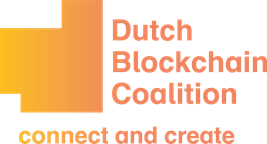 Dutch
Blockchain
Coalition
connect and create